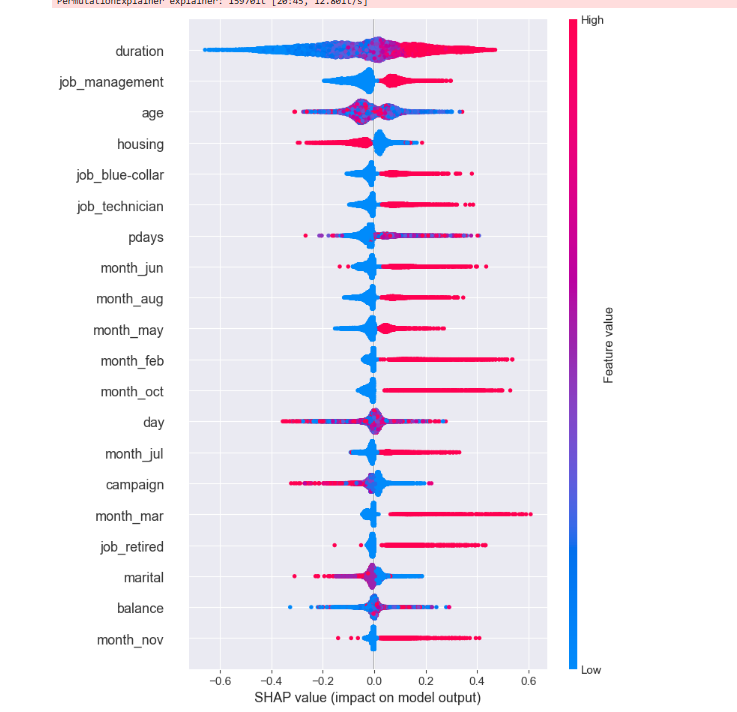 PermutationExplainer explainer: 15970it [20:45, 12.80it/s]
High
duration
job_management
age
housing
job_blue-collar
job_technician
pdays
month_jun
month_aug
month_may
month_feb
month_oct
day
month_jul
campaign
month_mar
job_retired
marital
balance
month_nov
Feature value
Low
−0.6 −0.4 −0.2 0.0 0.2 0.4 0.6
SHAP value (impact on model output)